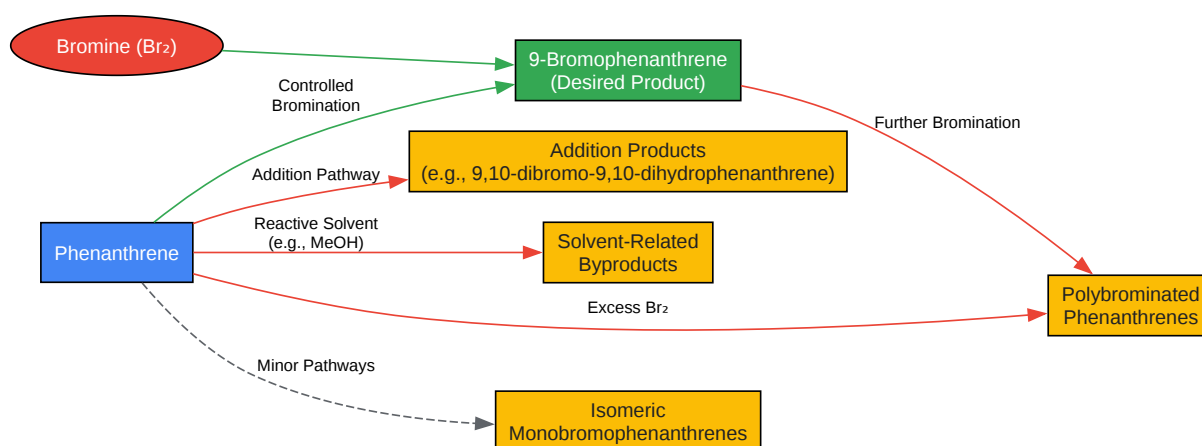 Bromine (Br₂)
9-Bromophenanthrene
(Desired Product)
Controlled
Bromination
Further Bromination
Addition Products
(e.g., 9,10-dibromo-9,10-dihydrophenanthrene)
Addition Pathway
Reactive Solvent
(e.g., MeOH)
Phenanthrene
Solvent-Related
Byproducts
Excess Br₂
Polybrominated
Phenanthrenes
Minor Pathways
Isomeric
Monobromophenanthrenes